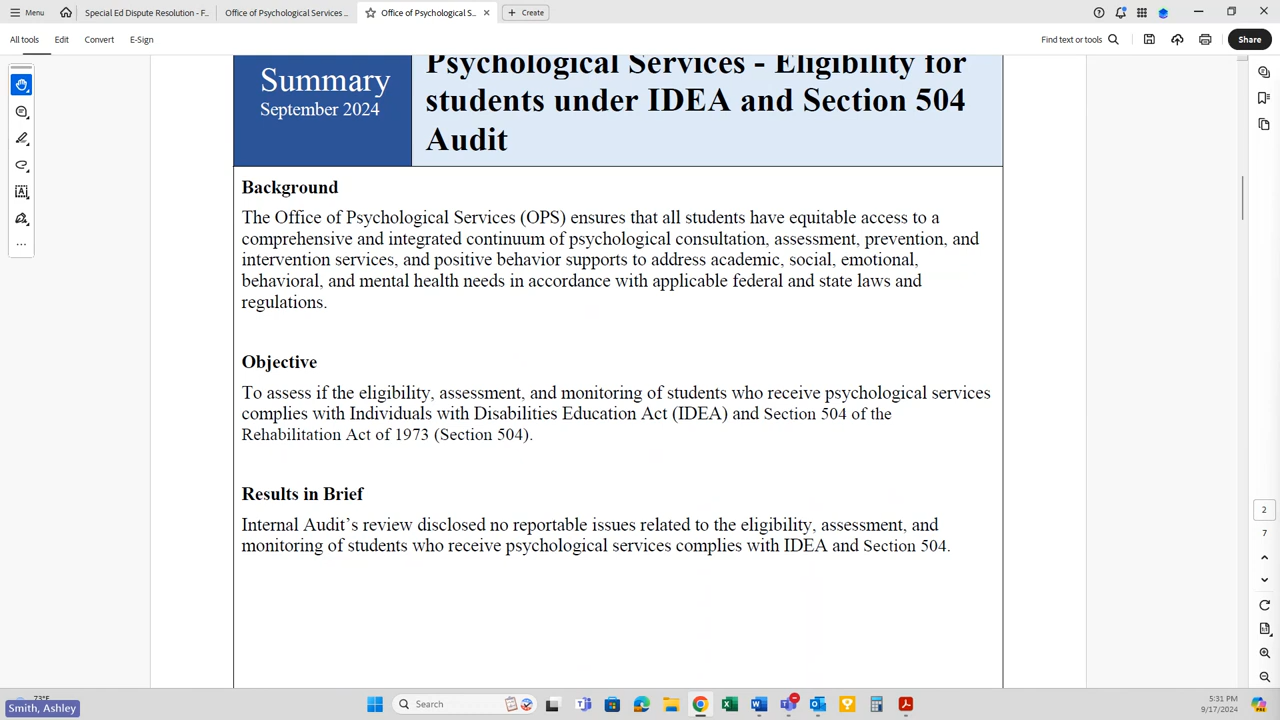 Menu
Special Ed Dispute Resolution - F...
Office of Psychological Services ...
Office of Psychological S...
Create
All tools
Edit
Convert
E-Sign
Find text or tools
Share
Summary
September 2024
Psychological Services - Eligibility for
students under IDEA and Section 504
Audit
Background
The Office of Psychological Services (OPS) ensures that all students have equitable access to a
comprehensive and integrated continuum of psychological consultation, assessment, prevention, and
intervention services, and positive behavior supports to address academic, social, emotional,
behavioral, and mental health needs in accordance with applicable federal and state laws and
regulations.
Objective
To assess if the eligibility, assessment, and monitoring of students who receive psychological services
complies with Individuals with Disabilities Education Act (IDEA) and Section 504 of the
Rehabilitation Act of 1973 (Section 504).
Results in Brief
Internal Audit's review disclosed no reportable issues related to the eligibility, assessment, and
monitoring of students who receive psychological services complies with IDEA and Section 504.
2
7
73°F
Smith, Ashley
Search
5:31 PM
9/17/2024